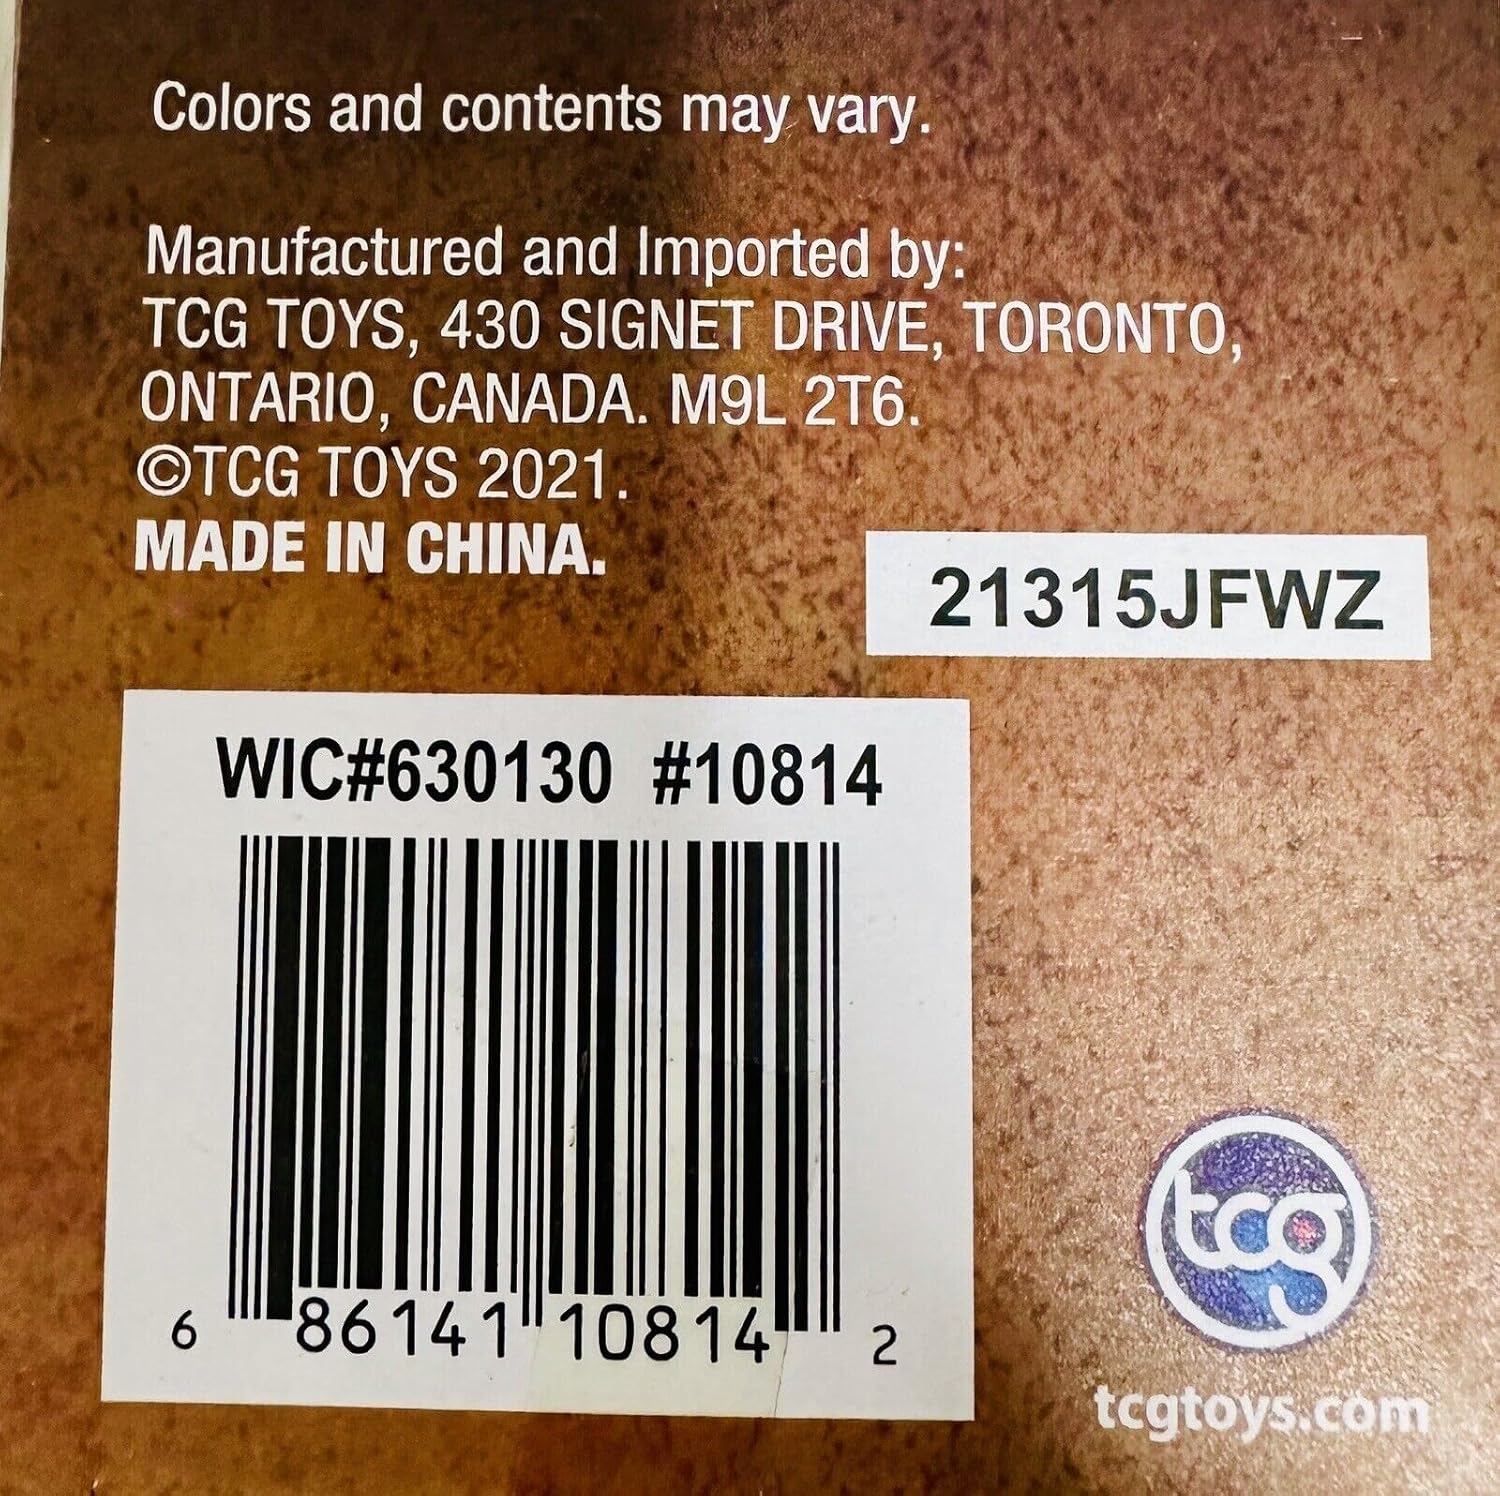 Colors and contents may vary.
Manufactured and Imported by:
TCG TOYS, 430 SIGNET DRIVE, TORONTO,
ONTARIO, CANADA. M9L 2T6.
©TCG TOYS 2021.
MADE IN CHINA.
21315JFWZ
WIC#630130 #10814
6 86141 10814 2
tcg
tcgtoys.com